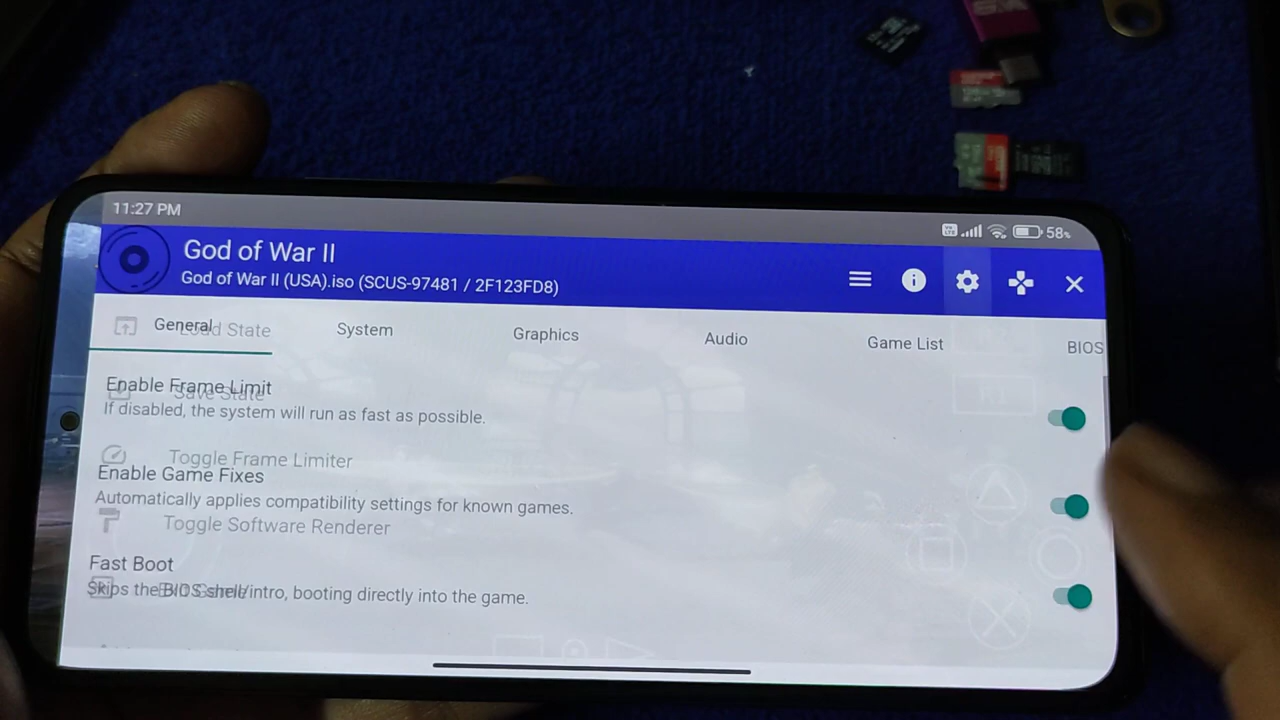 11:27 PM
58%
God of War II
God of War II (USA).iso (SCUS-97481 / 2F123FD8)
General
Load State
System
Graphics
Audio
Game List
BIOS
Enable Frame Limit
Save State
If disabled, the system will run as fast as possible.
Toggle Frame Limiter
Enable Game Fixes
Automatically applies compatibility settings for known games.
Toggle Software Renderer
Fast Boot
Skips the BIOS shell/intro, booting directly into the game.
R1